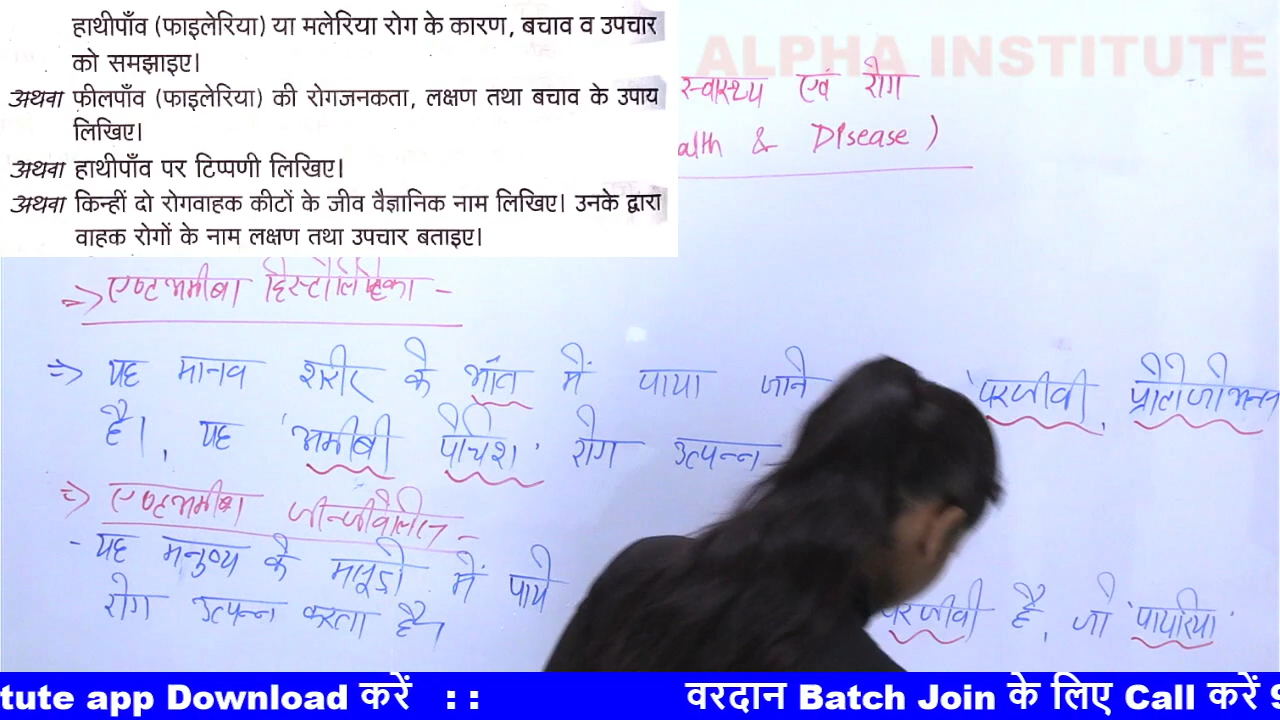 हाथीपाँव (फाइलेरिया) या मलेरिया रोग के कारण, बचाव व उपचार
को समझाइए।
अथवा फीलपाँव (फाइलेरिया) की रोगजनकता, लक्षण तथा बचाव के उपाय
लिखिए।
अथवा हाथीपाँव पर टिप्पणी लिखिए।
अथवा किन्हीं दो रोगवाहक कीटों के जीव वैज्ञानिक नाम लिखिए। उनके द्वारा
वाहक रोगों के नाम लक्षण तथा उपचार बताइए।
ALPHA INSTITUTE
स्वास्थ्य एवं रोग
alth & Disease )
=> एण्टअमीबा हिस्टोलिटिका -
=> यह मानव शरीर के आँत में पाया जाने परजीवी, प्रोटोजोअन
है।, यह 'अमीबी पेचिश' रोग उत्पन्न
=> एण्टअमीबा जीन्जीवैलिस -
- यह मनुष्य के मसूड़ो में पाये परजीवी है, जो 'पायरिया'
रोग उत्पन्न करता है।
tute app Download करें : : वरदान Batch Join के लिए Call करें 9